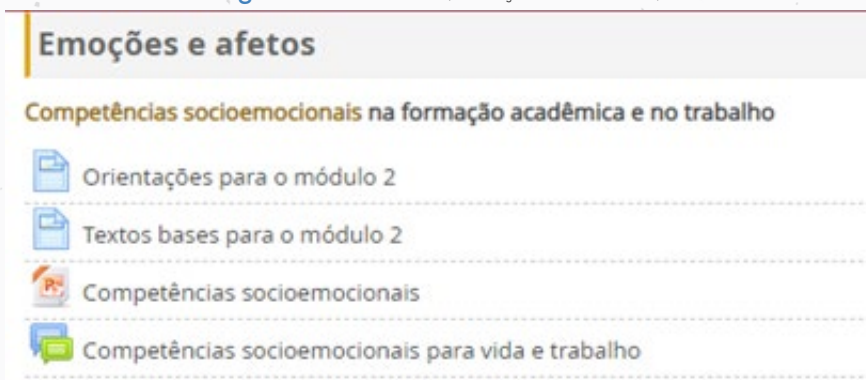 Emoções e afetos
Competências socioemocionais na formação acadêmica e no trabalho
Orientações para o módulo 2
Textos bases para o módulo 2
Competências socioemocionais
Competências socioemocionais para vida e trabalho